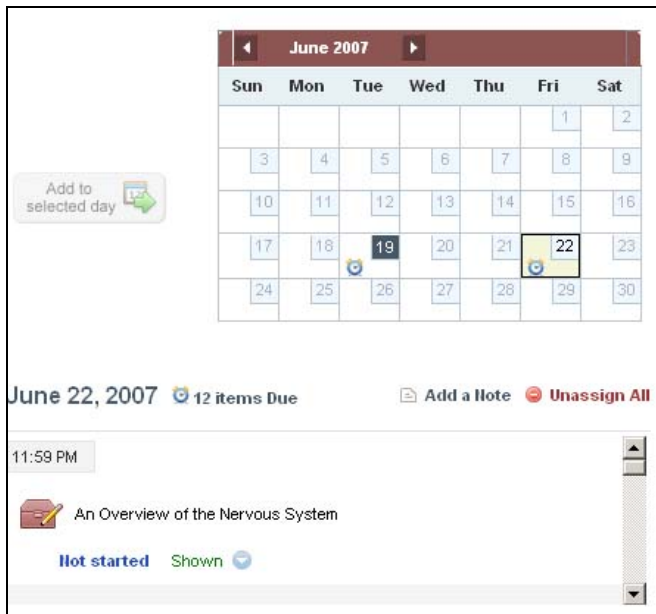 June 2007
Sun Mon Tue Wed Thu Fri Sat
1 2
3 4 5 6 7 8 9
Add to
selected day
10 11 12 13 14 15 16
17 18 19 20 21 22 23
24 25 26 27 28 29 30
June 22, 2007 12 items Due Add a Note Unassign All
11:59 PM
An Overview of the Nervous System
Not started Shown